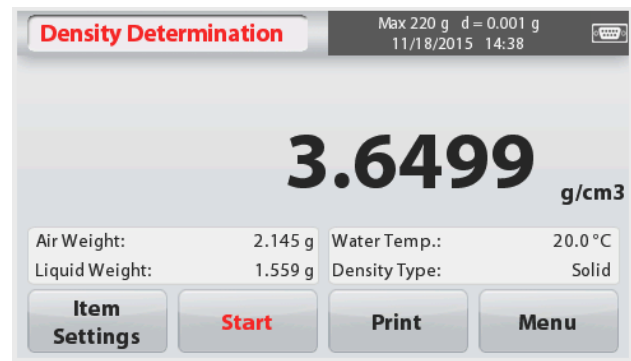 Density Determination
Max 220 g d = 0.001 g
11/18/2015 14:38
3.6499
g/cm3
Air Weight: 2.145 g Water Temp.: 20.0 °C
Liquid Weight: 1.559 g Density Type: Solid
Item Settings Start Print Menu